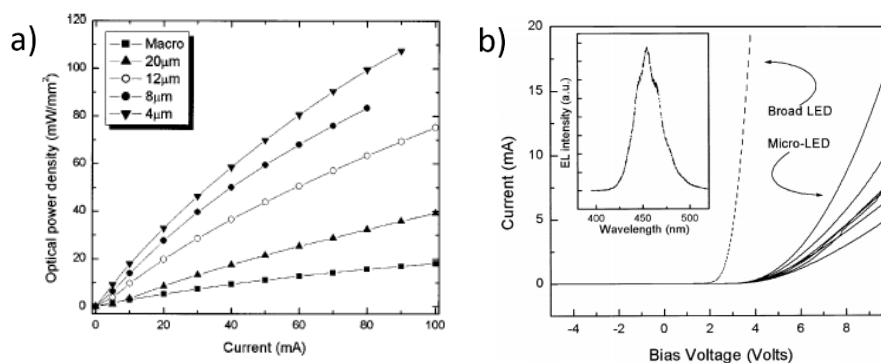 a)
120
100
80
60
40
20
0
Optical power density (mW/mm²)
Macro
20μm
12μm
8μm
4μm
0
20
40
60
80
100
Current (mA)
b)
20
15
10
5
0
Current (mA)
EL intensity (a.u.)
400
450
500
Wavelength (nm)
Broad LED
Micro-LED
-4
-2
0
2
4
6
8
Bias Voltage (Volts)